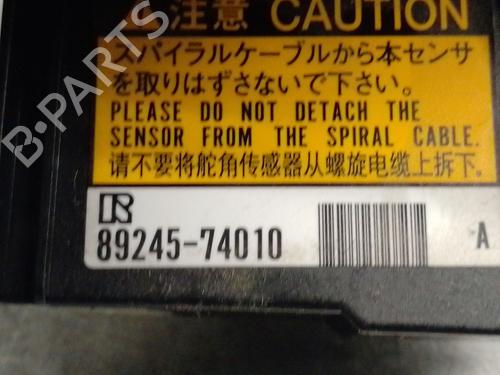 注意 CAUTION
スパイラルケーブルから本センサ
を取りはずさないで下さい。
PLEASE DO NOT DETACH THE
SENSOR FROM THE SPIRAL CABLE.
请不要将舵角传感器从螺旋电缆上拆下.
R
89245-74010
A
B-PARTS